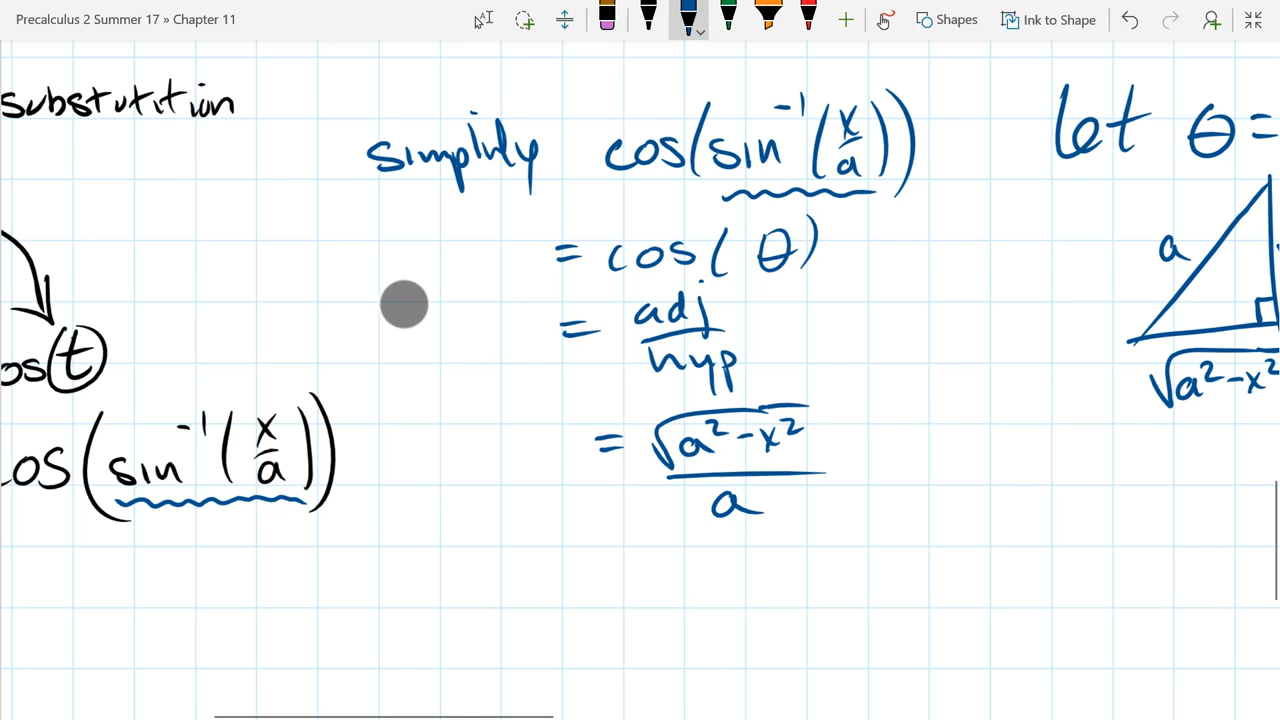 Precalculus 2 Summer 17 » Chapter 11
Shapes
Ink to Shape
substutition
os(t)
cos(sin⁻¹(x/a))
simplify cos(sin⁻¹(x/a))
= cos(θ)
= adj/hyp
= √(a²-x²)/a
let θ =
a
√(a²-x²)